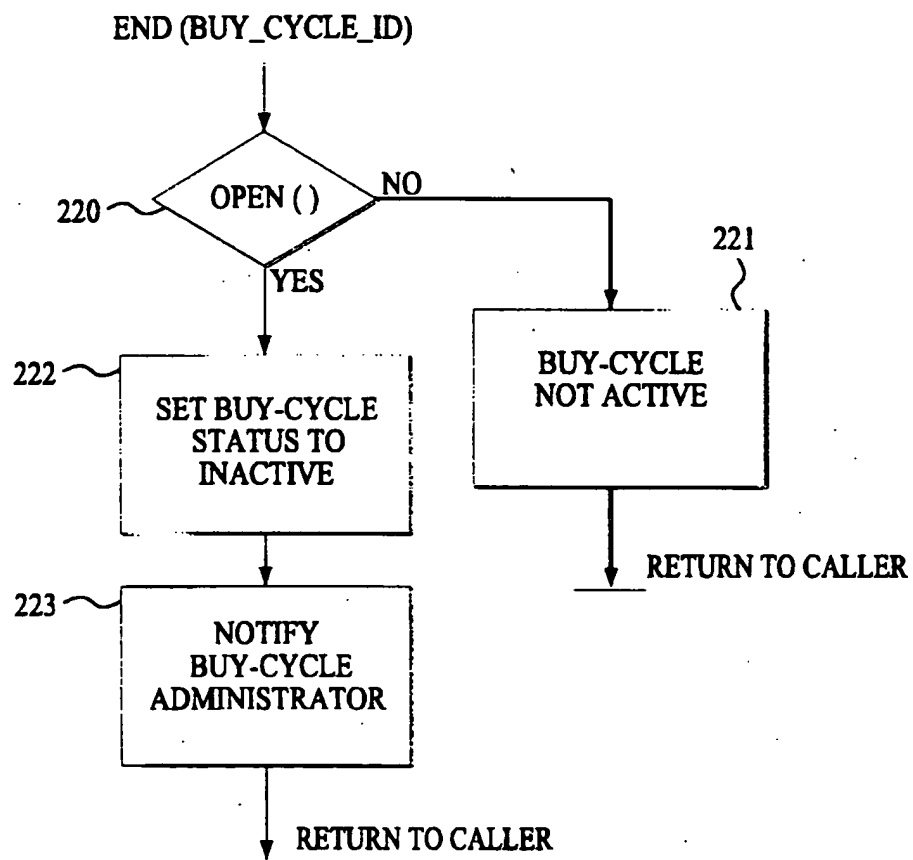 END (BUY_CYCLE_ID)
OPEN ( )
NO
220
YES
221
222
BUY-CYCLE
NOT ACTIVE
SET BUY-CYCLE
STATUS TO
INACTIVE
RETURN TO CALLER
223
NOTIFY
BUY-CYCLE
ADMINISTRATOR
RETURN TO CALLER